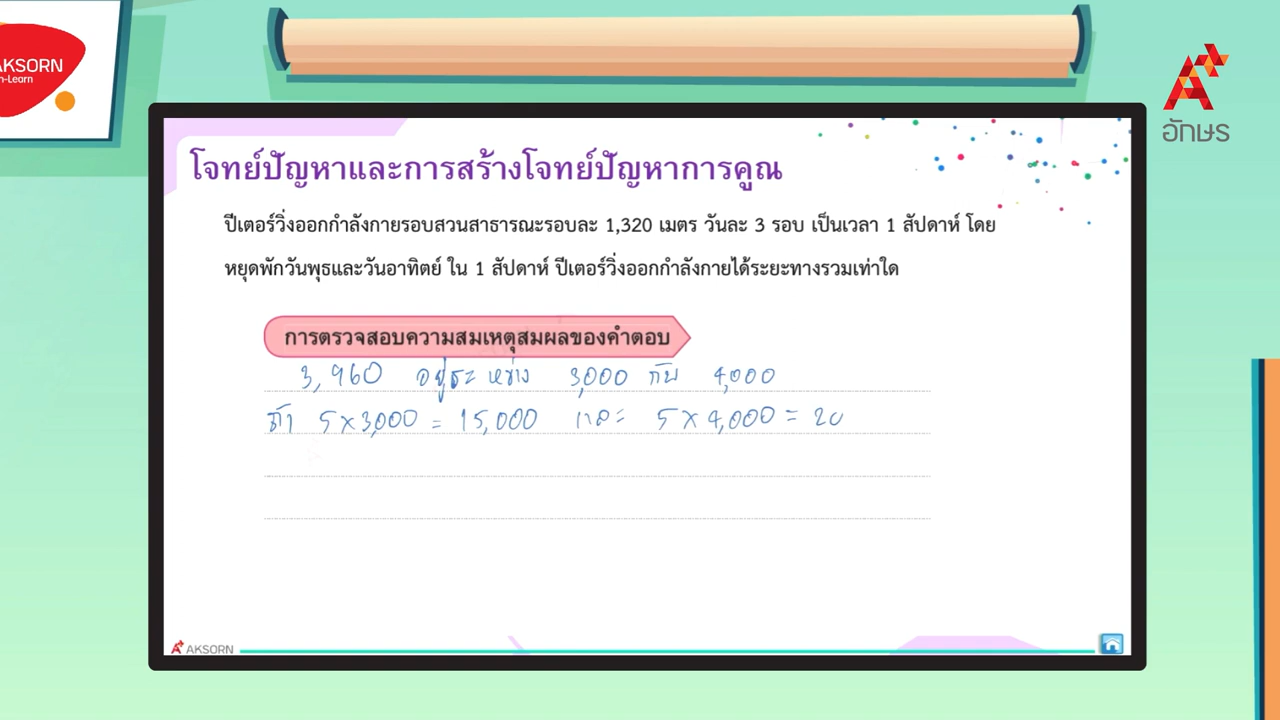 AKSORN
n-Learn
อักษร
โจทย์ปัญหาและการสร้างโจทย์ปัญหาการคูณ
ปีเตอร์วิ่งออกกำลังกายรอบสวนสาธารณะรอบละ 1,320 เมตร วันละ 3 รอบ เป็นเวลา 1 สัปดาห์ โดย
หยุดพักวันพุธและวันอาทิตย์ ใน 1 สัปดาห์ ปีเตอร์วิ่งออกกำลังกายได้ระยะทางรวมเท่าใด
การตรวจสอบความสมเหตุสมผลของคำตอบ
3,960 อยู่ระหว่าง 3,000 กับ 4,000
ถ้า 5 × 3,000 = 15,000 และ 5 × 4,000 = 20
AKSORN